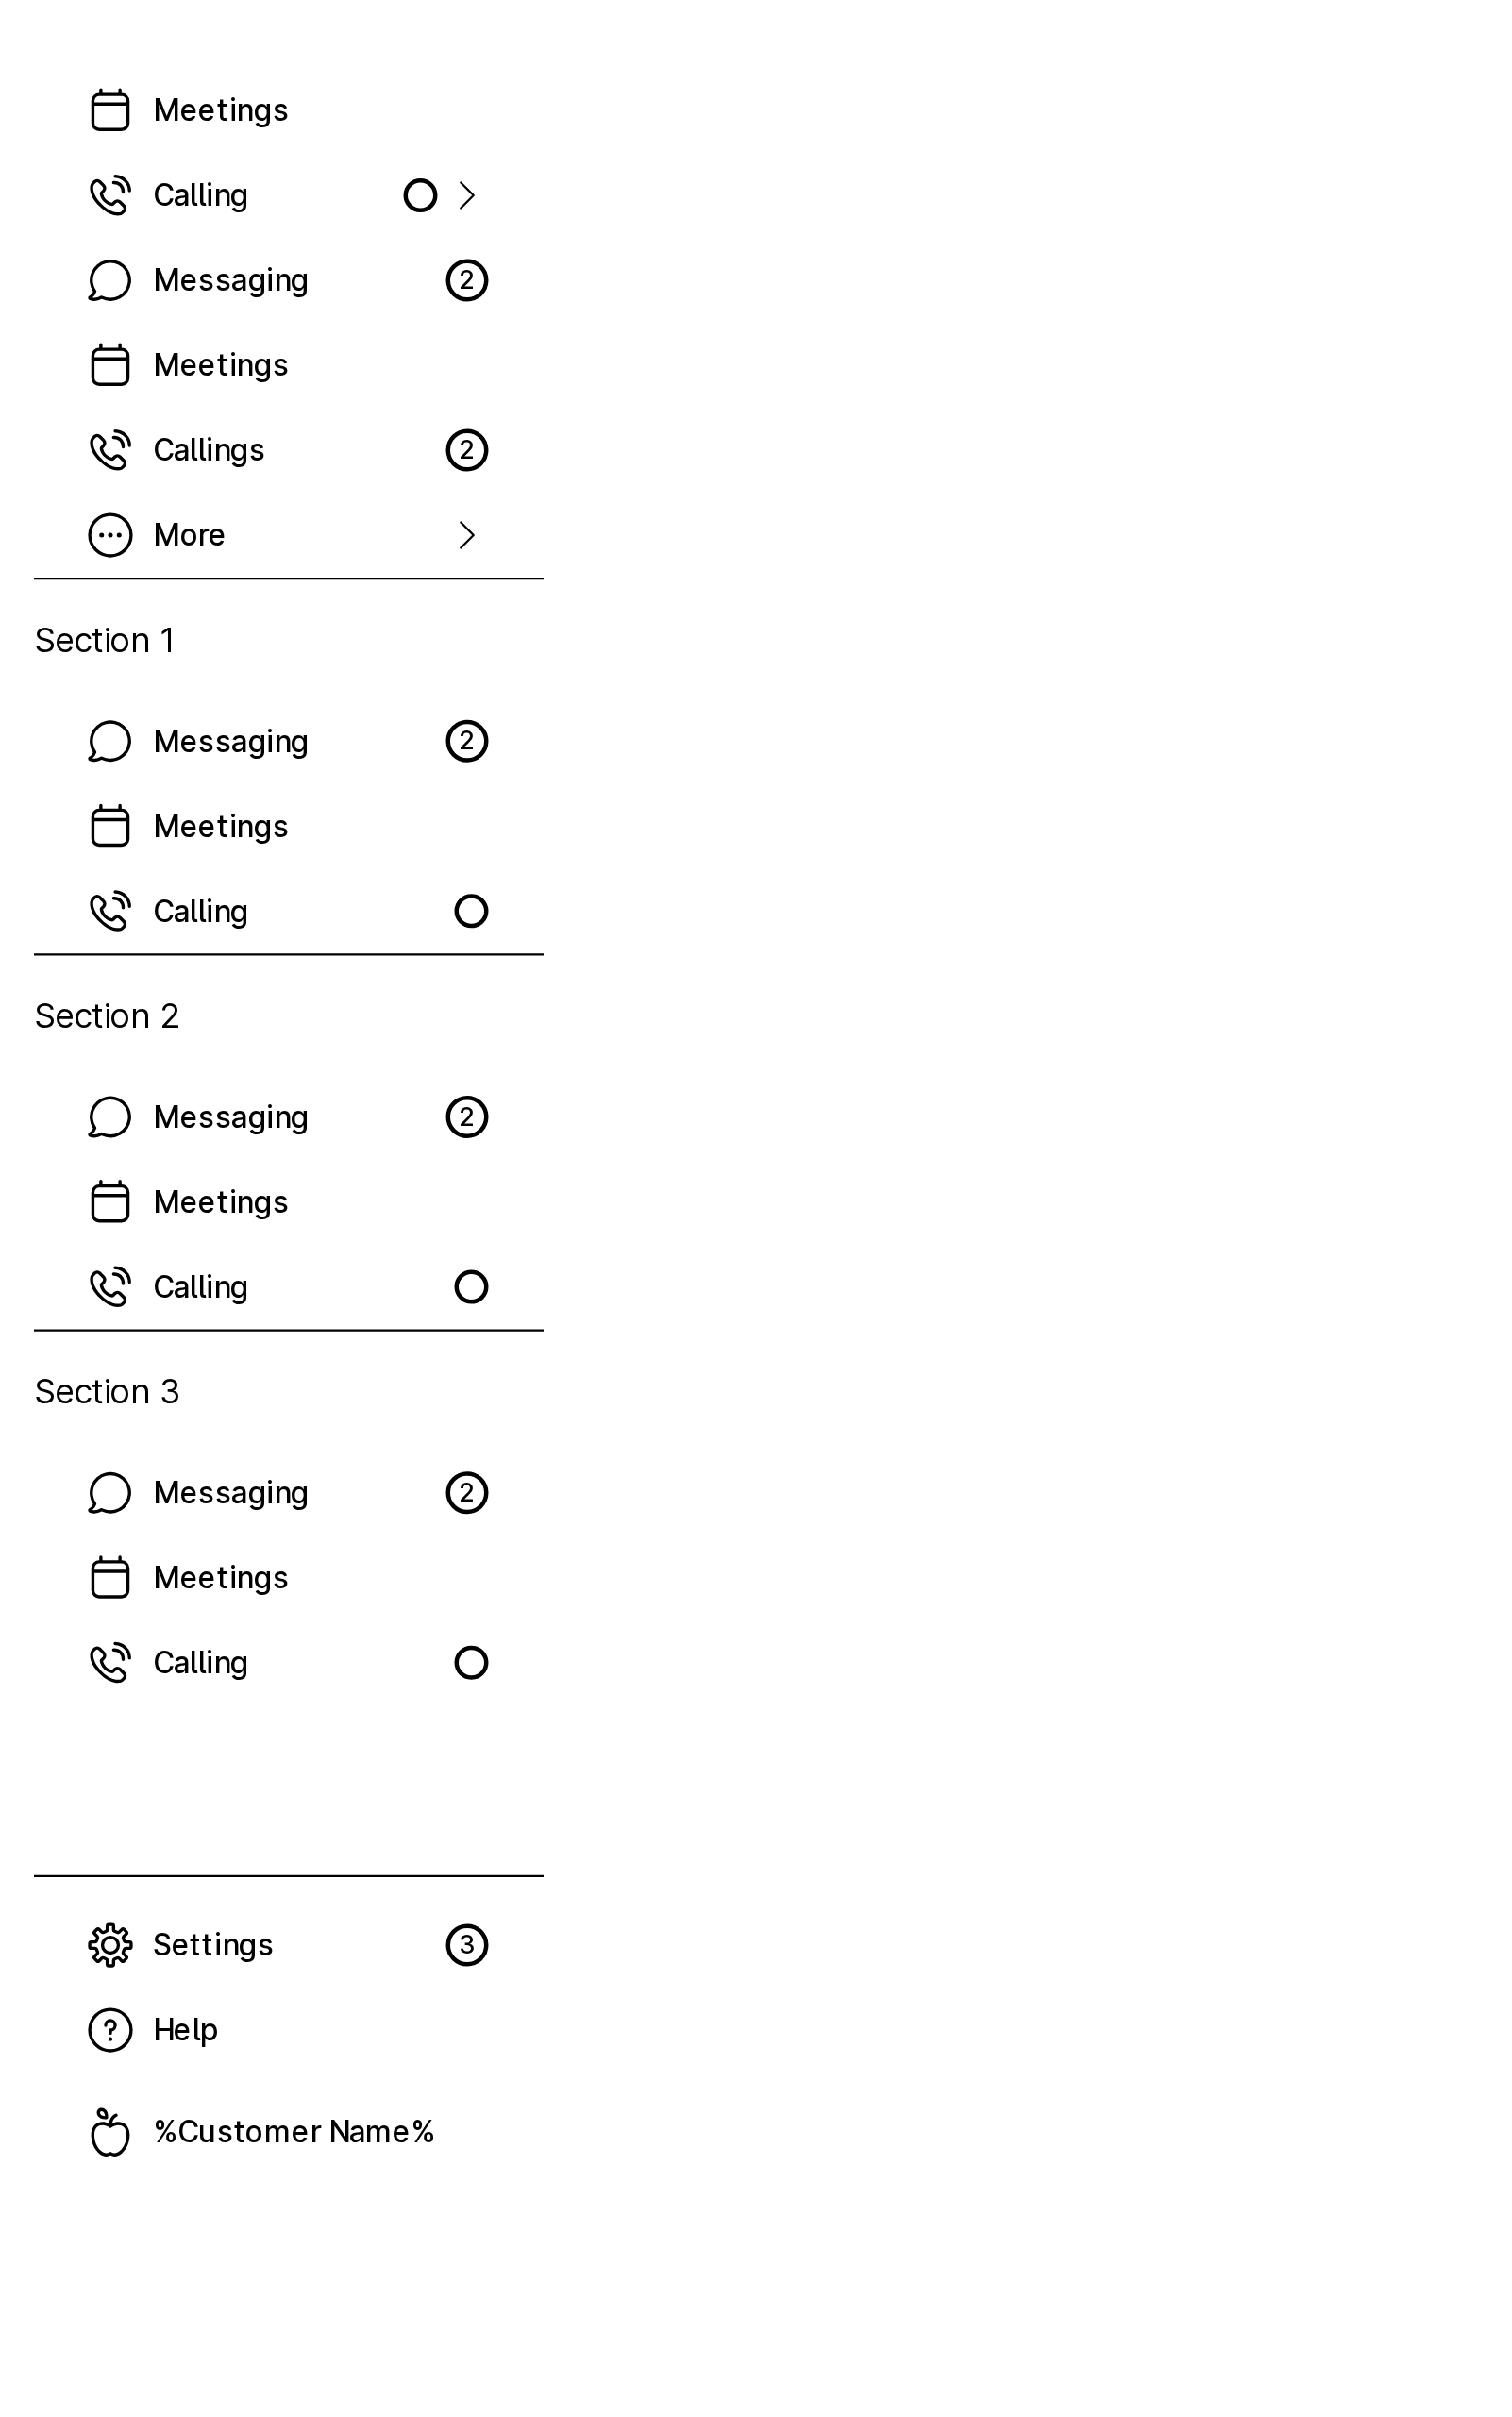 Meetings
Calling
Messaging 2
Meetings
Callings 2
More
Section 1
Messaging 2
Meetings
Calling
Section 2
Messaging 2
Meetings
Calling
Section 3
Messaging 2
Meetings
Calling
Settings 3
Help
%Customer Name%